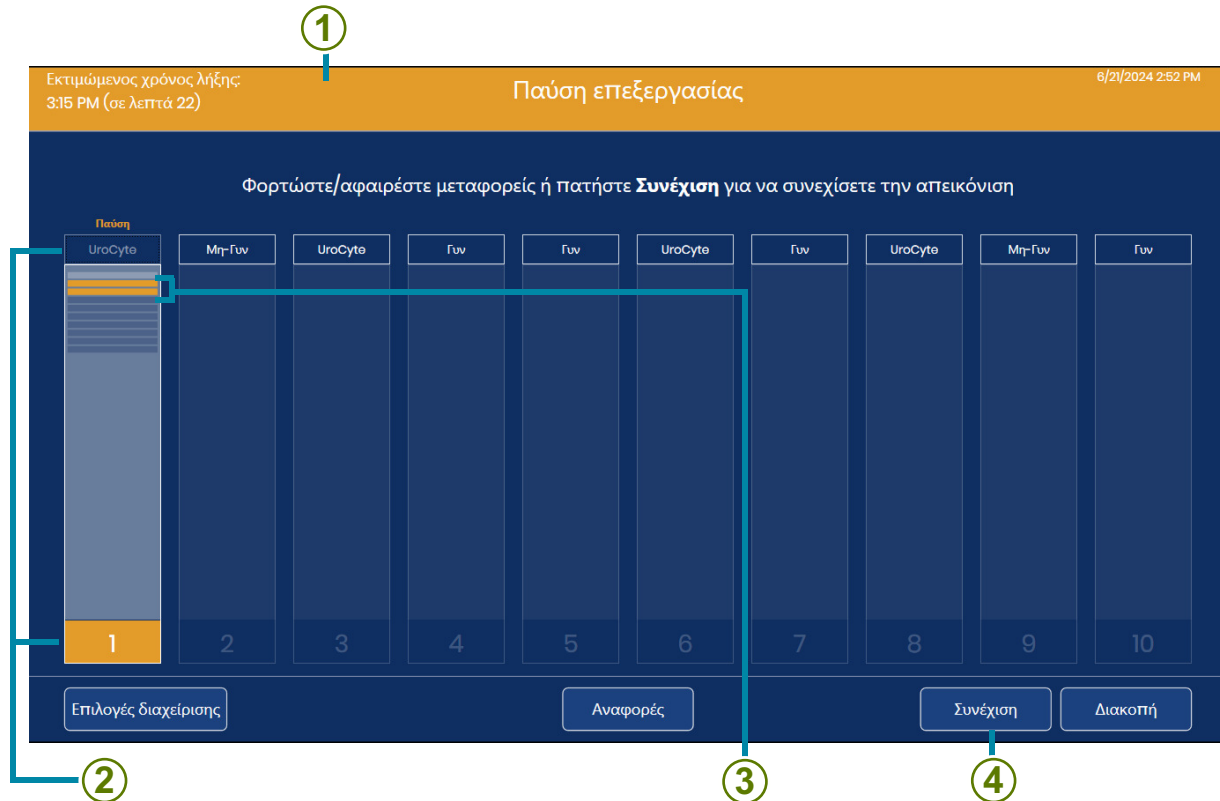 1
Εκτιμώμενος χρόνος λήξης:
3:15 PM (σε λεπτά 22)
Παύση επεξεργασίας
6/21/2024 2:52 PM
Φορτώστε/αφαιρέστε μεταφορείς ή πατήστε Συνέχιση για να συνεχίσετε την απεικόνιση
Παύση
UroCyte Μη-Γυν UroCyte Γυν Γυν UroCyte Γυν UroCyte Μη-Γυν Γυν
1 2 3 4 5 6 7 8 9 10
Επιλογές διαχείρισης Αναφορές Συνέχιση Διακοπή
2 3 4